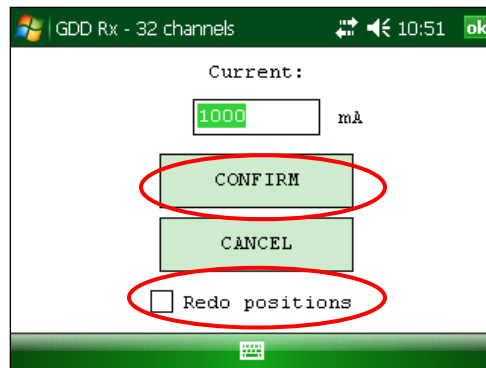 GDD Rx - 32 channels 10:51 ok
Current:
1000 mA
CONFIRM
CANCEL
Redo positions